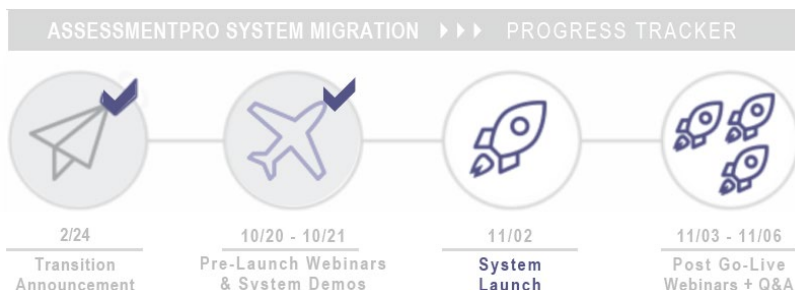 ASSESSMENTPRO SYSTEM MIGRATION ▶ ▶ ▶ PROGRESS TRACKER
2/24
Transition
Announcement
10/20 - 10/21
Pre-Launch Webinars
& System Demos
11/02
System
Launch
11/03 - 11/06
Post Go-Live
Webinars + Q&A